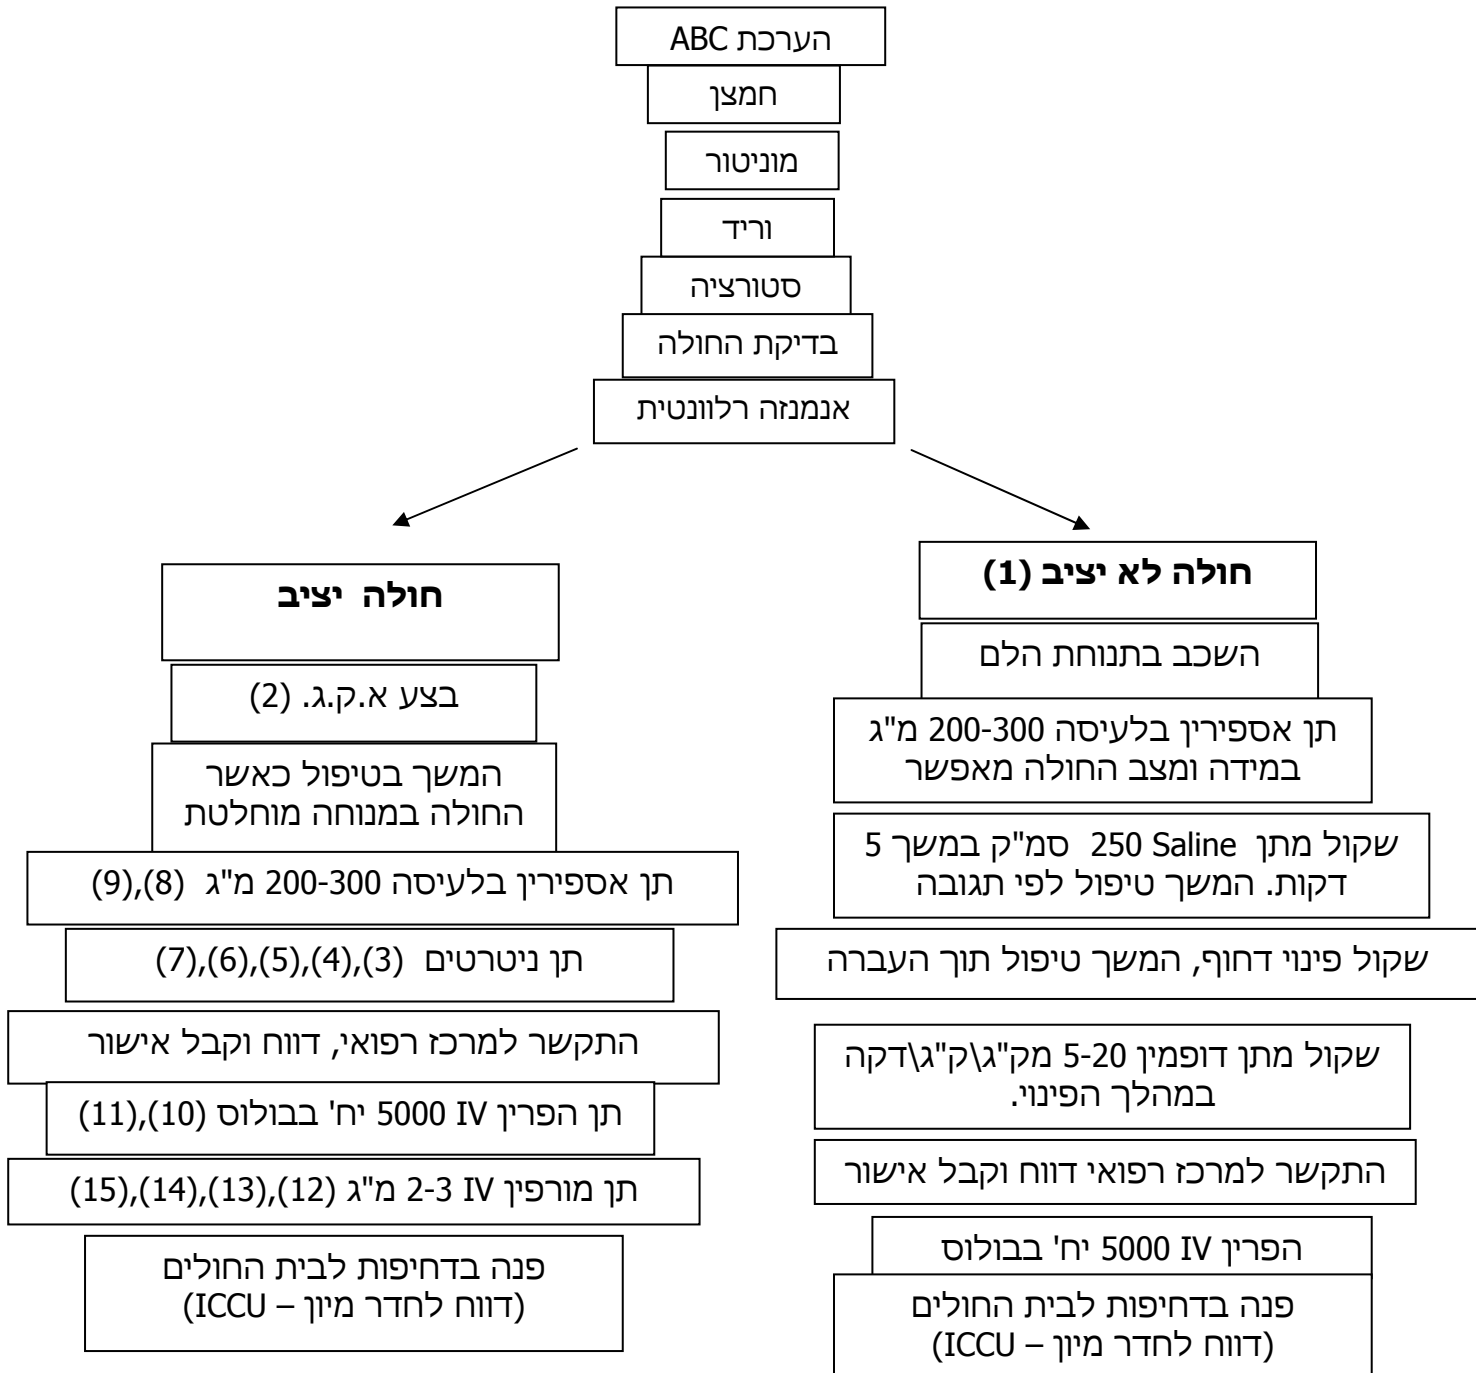 הערכת ABC
חמצן
מוניטור
וריד
סטורציה
בדיקת החולה
אנמנזה רלוונטית
חולה לא יציב (1)
השכב בתנוחת הלם
תן אספירין בלעיסה 200-300 מ"ג
במידה ומצב החולה מאפשר
שקול מתן Saline 250 סמ"ק במשך 5
דקות. המשך טיפול לפי תגובה
שקול פינוי דחוף, המשך טיפול תוך העברה
שקול מתן דופמין 5-20 מק"ג\ק"ג\דקה
במהלך הפינוי.
התקשר למרכז רפואי דווח וקבל אישור
הפרין IV 5000 יח' בבולוס
פנה בדחיפות לבית החולים
(דווח לחדר מיון – ICCU)
חולה יציב
בצע א.ק.ג. (2)
המשך בטיפול כאשר
החולה במנוחה מוחלטת
תן אספירין בלעיסה 200-300 מ"ג (8),(9)
תן ניטרטים (3),(4),(5),(6),(7)
התקשר למרכז רפואי, דווח וקבל אישור
תן הפרין IV 5000 יח' בבולוס (10),(11)
תן מורפין IV 2-3 מ"ג (12),(13),(14),(15)
פנה בדחיפות לבית החולים
(דווח לחדר מיון – ICCU)